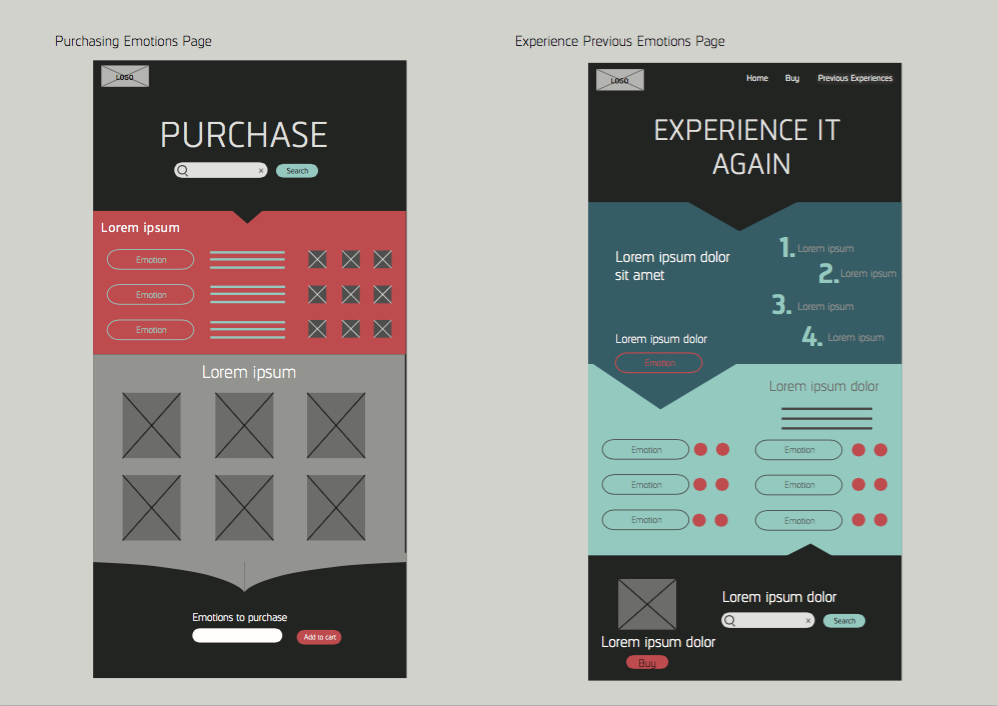 Purchasing Emotions Page
LOGO
PURCHASE
× Search
Lorem ipsum
Emotion
Emotion
Emotion
Lorem ipsum
Emotions to purchase
Add to cart
Experience Previous Emotions Page
LOGO
Home Buy Previous Experiences
EXPERIENCE IT
AGAIN
Lorem ipsum dolor
sit amet
1. Lorem ipsum
2. Lorem ipsum
3. Lorem ipsum
4. Lorem ipsum
Lorem ipsum dolor
Emotion
Lorem ipsum dolor
Emotion Emotion
Emotion Emotion
Emotion Emotion
Lorem ipsum dolor
× Search
Lorem ipsum dolor
Buy